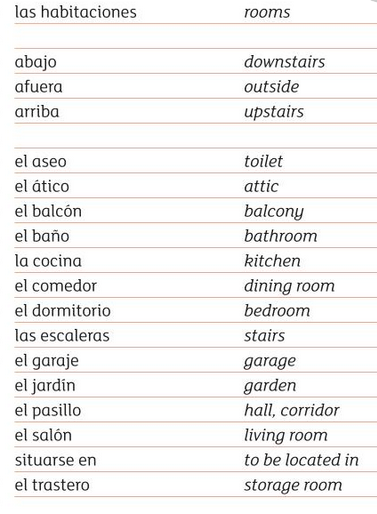 las habitaciones rooms
abajo downstairs
afuera outside
arriba upstairs
el aseo toilet
el ático attic
el balcón balcony
el baño bathroom
la cocina kitchen
el comedor dining room
el dormitorio bedroom
las escaleras stairs
el garaje garage
el jardín garden
el pasillo hall, corridor
el salón living room
situarse en to be located in
el trastero storage room